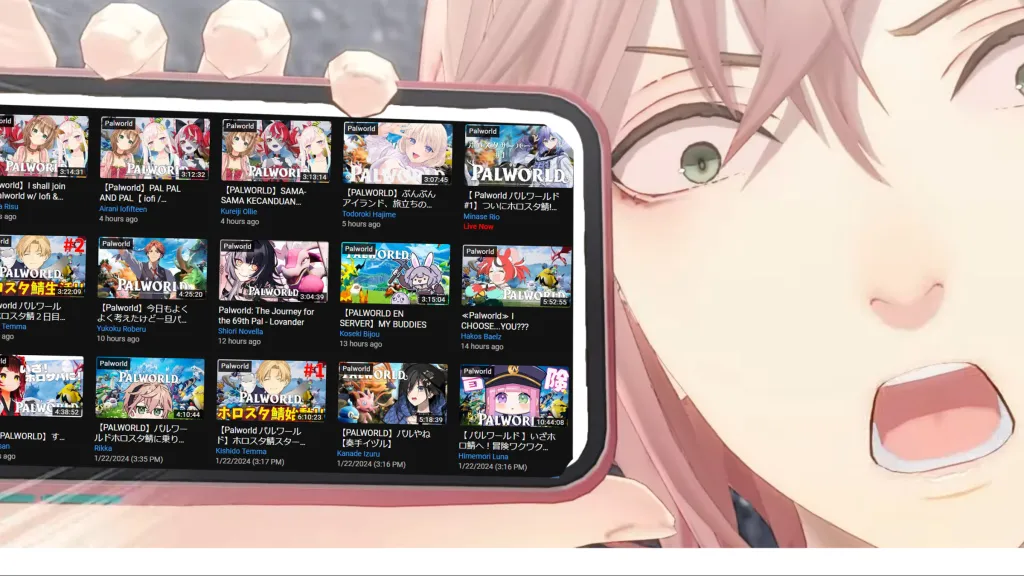 Palworld
Palworld
Palworld
Palworld
PALWORLD
PALWORLD
PALWORLD
PALWORLD
3:14:31
3:12:32
3:13:14
3:07:45
orld】I shall join
world w/ lofi &...
Risu
ago
【Palworld】PAL PAL
AND PAL【 lofi /...
Airani Iofifteen
4 hours ago
【PALWORLD】SAMA-
SAMA KECANDUAN...
Kureiji Ollie
4 hours ago
【PALWORLD】ぶんぶん
アイランド、旅立ちの...
Todoroki Hajime
5 hours ago
【 Palworld パルワールド
#1】ついにホロスタ鯖!...
Minase Rio
Live Now
#2
PALWORLD
3:22:09
Palworld
PALWORLD
4:25:20
Palworld
PALWORLD
3:04:39
Palworld
PALWORLD
EN
3:15:04
Palworld
PALWORLD
5:52:55
world パルワール
ホロスタ鯖２日目...
Temma
ago
【Palworld】今日もよく
よく考えたけど一旦パ...
Yukoku Roberu
10 hours ago
Palworld: The Journey for
the 69th Pal - Lovander
Shiori Novella
12 hours ago
【PALWORLD EN
SERVER】MY BUDDIES
Koseki Bijou
13 hours ago
≪Palworld≫ I
CHOOSE...YOU???
Hakos Baelz
14 hours ago
いざ！
ホロサバに
PALWORLD
4:38:52
Palworld
PALWORLD
4:10:44
Palworld
#1
ホロスタ鯖始動
6:10:23
Palworld
PALWORLD
5:18:39
Palworld
冒
険
PALWORLD
10:44:08
PALWORLD】す...
san
ago
【PALWORLD】パルワー
ルドホロスタ鯖に乗り...
Rikka
1/22/2024 (3:35 PM)
【Palworld パルワール
ド】ホロスタ鯖スター...
Kishido Temma
1/22/2024 (3:17 PM)
【PALWORLD】パルやね
【奏手イヅル】
Kanade Izuru
1/22/2024 (3:16 PM)
【 パルワールド 】いざホ
ロ鯖へ！冒険ワクワク...
Himemori Luna
1/22/2024 (3:16 PM)